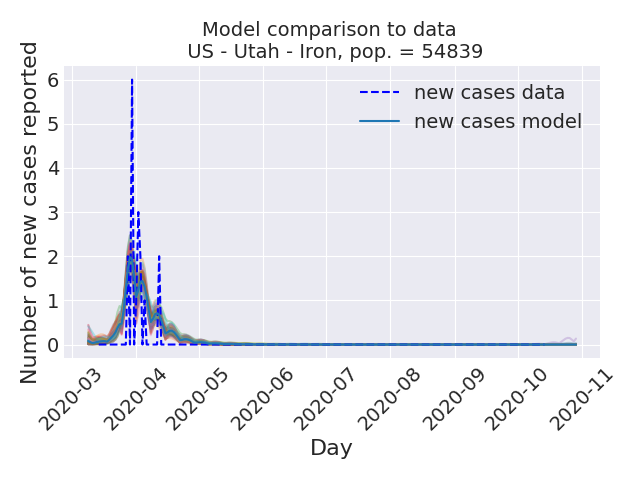 Model comparison to data
US - Utah - Iron, pop. = 54839
Number of new cases reported
6
5
4
3
2
1
0
new cases data
new cases model
2020-03
2020-04
2020-05
2020-06
2020-07
2020-08
2020-09
2020-10
2020-11
Day